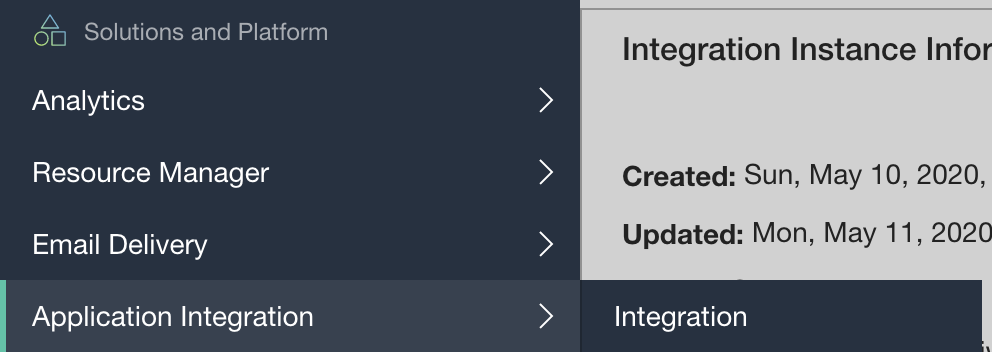 Solutions and Platform
Analytics
Resource Manager
Email Delivery
Application Integration
Integration
Integration Instance Infor
Created: Sun, May 10, 2020,
Updated: Mon, May 11, 2020